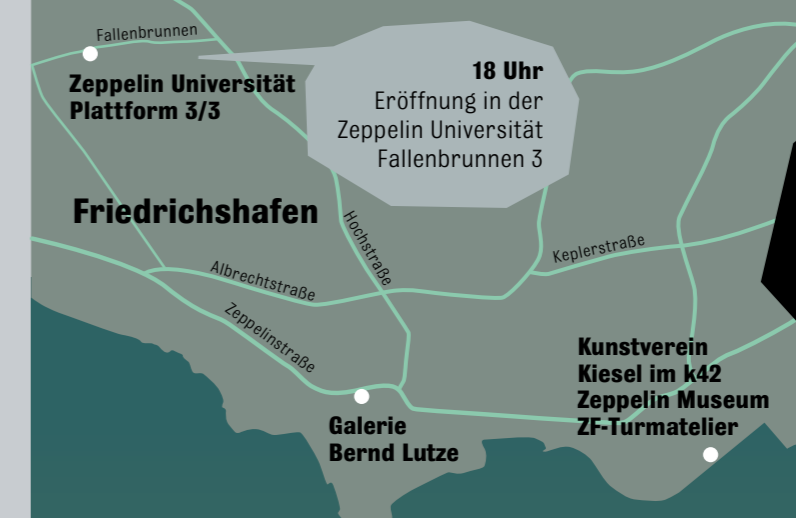 Fallenbrunnen
Zeppelin Universität
Plattform 3/3
18 Uhr
Eröffnung in der
Zeppelin Universität
Fallenbrunnen 3
Friedrichshafen
Hochstraße
Albrechtstraße
Keplerstraße
Zeppelinstraße
Galerie
Bernd Lutze
Kunstverein
Kiesel im k42
Zeppelin Museum
ZF-Turmatelier